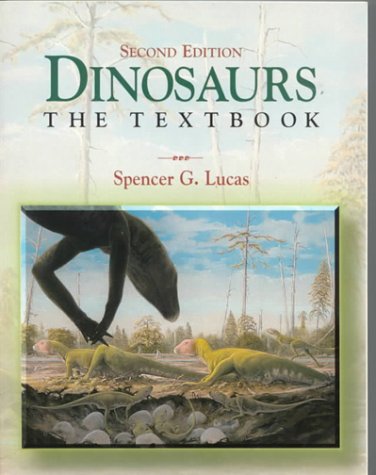 SECOND EDITION
DINOSAURS
THE TEXTBOOK
Spencer G. Lucas